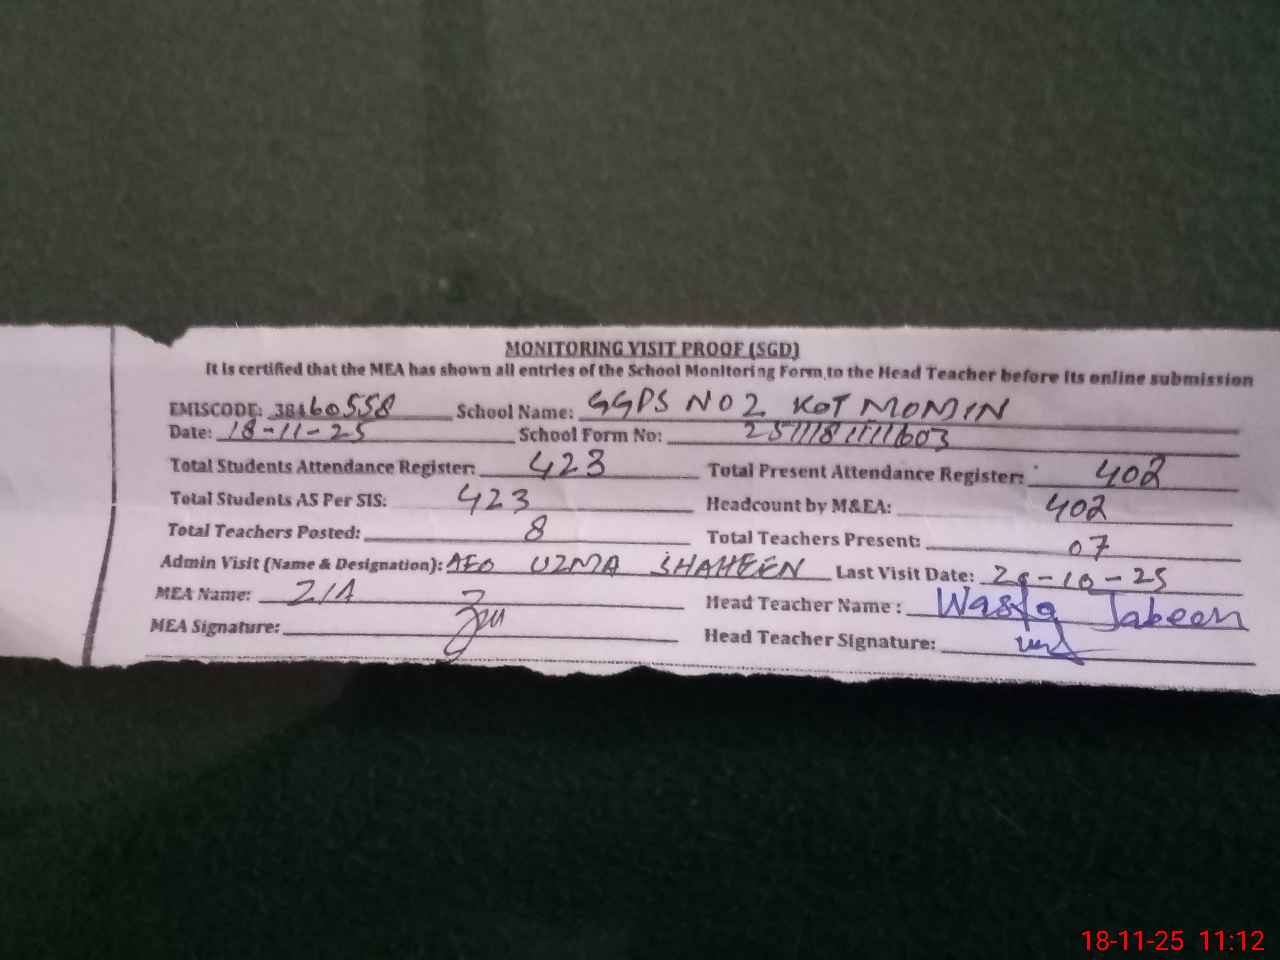 MONITORING VISIT PROOF (SGD)
It is certified that the MEA has shown all entries of the School Monitoring Form to the Head Teacher before its online submission
EMISCODE: 38460558 School Name: GGPS NO2 KOT MOMIN
Date: 18-11-25 School Form No:
Total Students Attendance Register: 423 Total Present Attendance Register: 402
Total Students AS Per SIS: 423 Headcount by M&EA: 402
Total Teachers Posted: 8 Total Teachers Present: 07
Admin Visit (Name & Designation): AEO UZMA SHAHEEN Last Visit Date:
MEA Name: ZIA Head Teacher Name : Jabeen
MEA Signature: Head Teacher Signature:
18-11-25 11:12